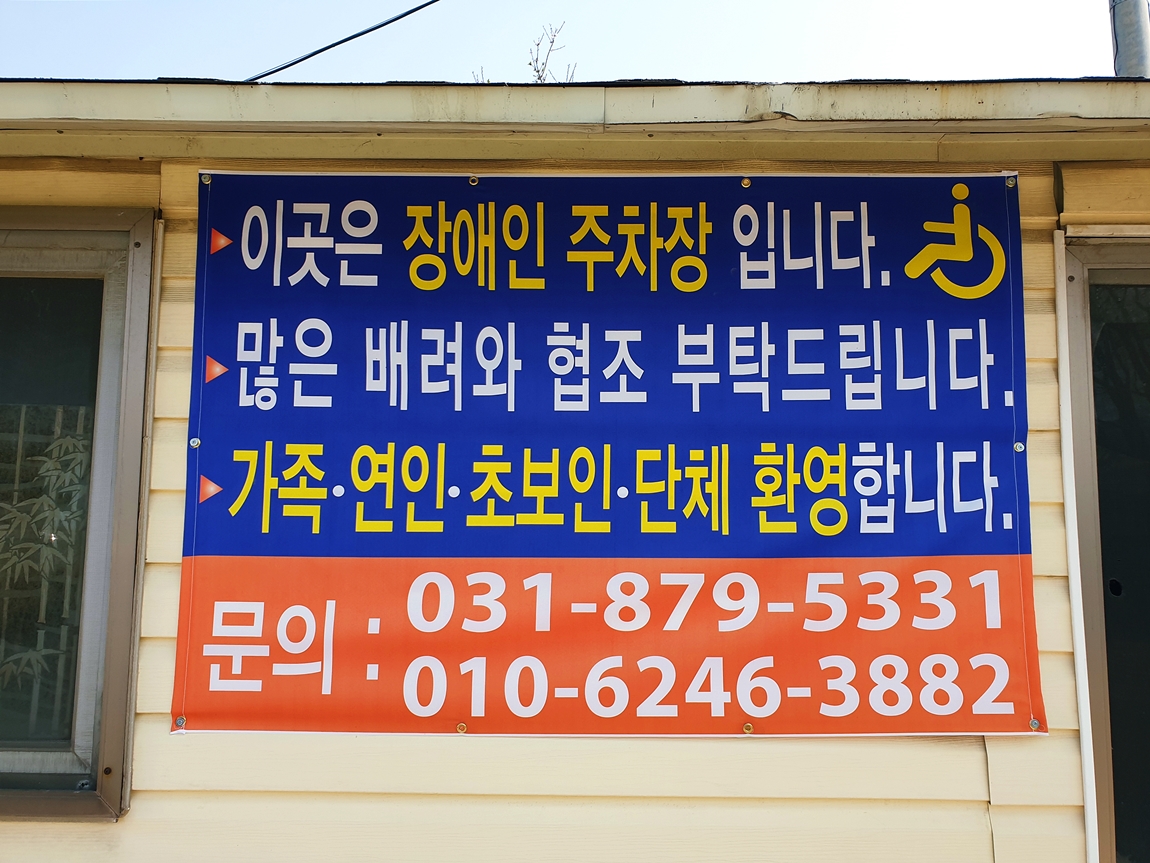 이곳은 장애인 주차장 입니다.
많은 배려와 협조 부탁드립니다.
가족·연인·초보인·단체 환영합니다.
문의 : 031-879-5331
010-6246-3882